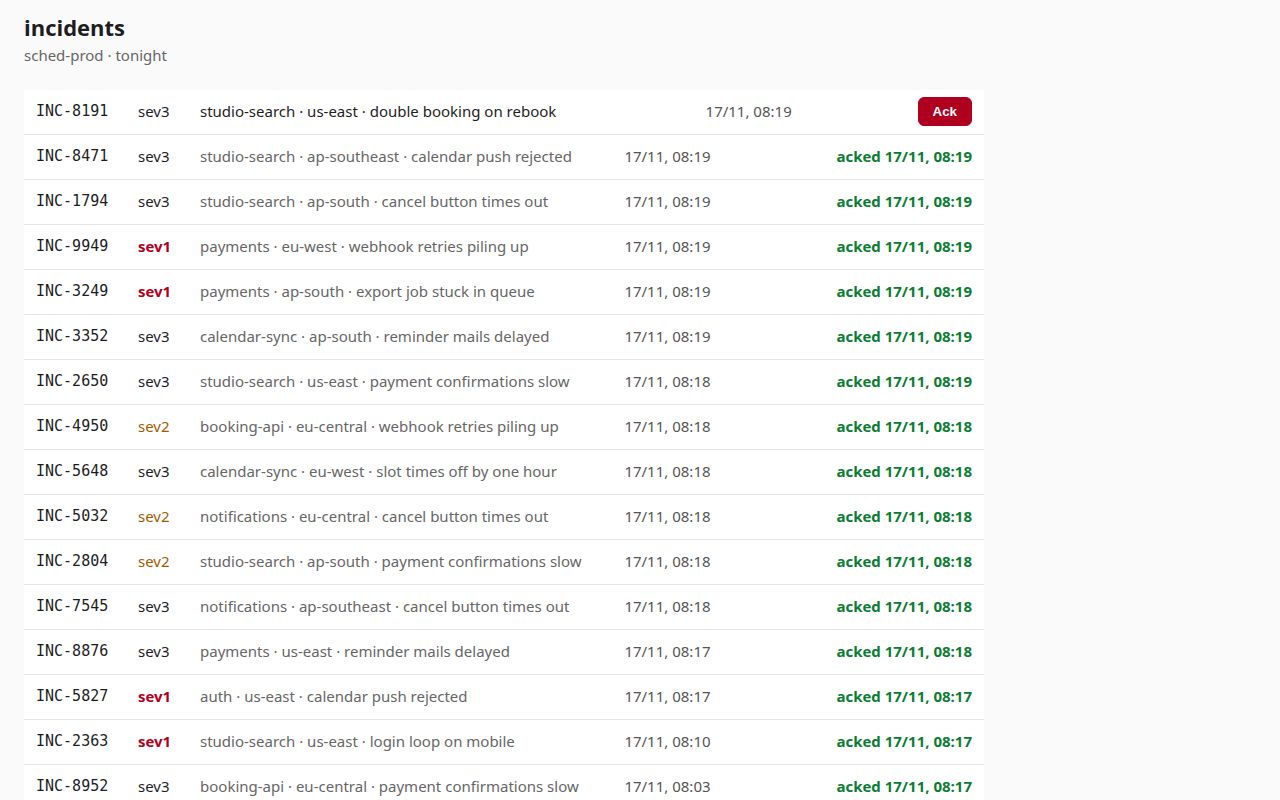 incidents
sched-prod · tonight
INC-8191 sev3 studio-search · us-east · double booking on rebook 17/11, 08:19 Ack
INC-8471 sev3 studio-search · ap-southeast · calendar push rejected 17/11, 08:19 acked 17/11, 08:19
INC-1794 sev3 studio-search · ap-south · cancel button times out 17/11, 08:19 acked 17/11, 08:19
INC-9949 sev1 payments · eu-west · webhook retries piling up 17/11, 08:19 acked 17/11, 08:19
INC-3249 sev1 payments · ap-south · export job stuck in queue 17/11, 08:19 acked 17/11, 08:19
INC-3352 sev3 calendar-sync · ap-south · reminder mails delayed 17/11, 08:19 acked 17/11, 08:19
INC-2650 sev3 studio-search · us-east · payment confirmations slow 17/11, 08:18 acked 17/11, 08:19
INC-4950 sev2 booking-api · eu-central · webhook retries piling up 17/11, 08:18 acked 17/11, 08:18
INC-5648 sev3 calendar-sync · eu-west · slot times off by one hour 17/11, 08:18 acked 17/11, 08:18
INC-5032 sev2 notifications · eu-central · cancel button times out 17/11, 08:18 acked 17/11, 08:18
INC-2804 sev2 studio-search · ap-south · payment confirmations slow 17/11, 08:18 acked 17/11, 08:18
INC-7545 sev3 notifications · ap-southeast · cancel button times out 17/11, 08:18 acked 17/11, 08:18
INC-8876 sev3 payments · us-east · reminder mails delayed 17/11, 08:17 acked 17/11, 08:18
INC-5827 sev1 auth · us-east · calendar push rejected 17/11, 08:17 acked 17/11, 08:17
INC-2363 sev1 studio-search · us-east · login loop on mobile 17/11, 08:10 acked 17/11, 08:17
INC-8952 sev3 booking-api · eu-central · payment confirmations slow 17/11, 08:03 acked 17/11, 08:17